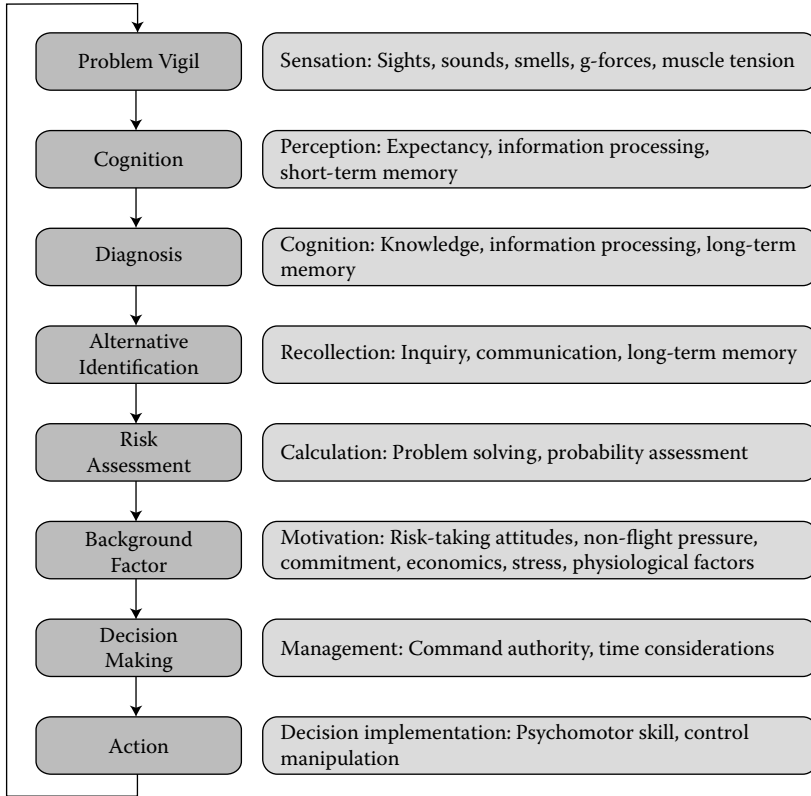 Problem Vigil
Sensation: Sights, sounds, smells, g-forces, muscle tension
Cognition
Perception: Expectancy, information processing,
short-term memory
Diagnosis
Cognition: Knowledge, information processing, long-term
memory
Alternative
Identification
Recollection: Inquiry, communication, long-term memory
Risk
Assessment
Calculation: Problem solving, probability assessment
Background
Factor
Motivation: Risk-taking attitudes, non-flight pressure,
commitment, economics, stress, physiological factors
Decision
Making
Management: Command authority, time considerations
Action
Decision implementation: Psychomotor skill, control
manipulation